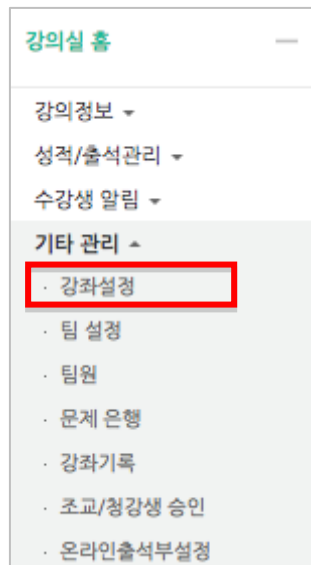 강의실 홈
강의정보
성적/출석관리
수강생 알림
기타 관리
· 강좌설정
· 팀 설정
· 팀원
· 문제 은행
· 강좌기록
· 조교/청강생 승인
· 온라인출석부설정